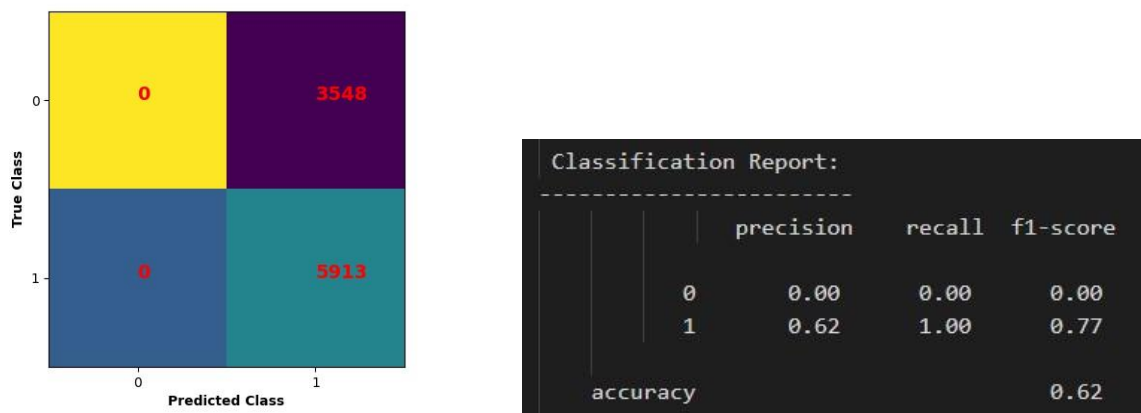 0
3548
0
True Class
0
5913
1
0
1
Predicted Class
Classification Report:
------------------------
precision recall f1-score
0 0.00 0.00 0.00
1 0.62 1.00 0.77
accuracy 0.62